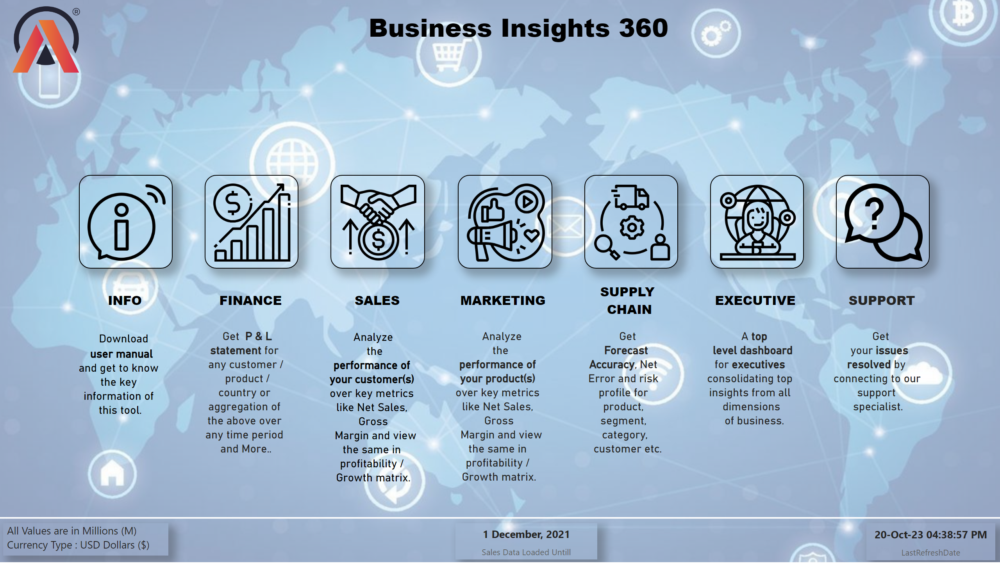 ®
Business Insights 360
INFO
Download
user manual
and get to know
the key
information of
this tool.
FINANCE
Get P & L
statement for
any customer /
product /
country or
aggregation of
the above over
any time period
and More..
SALES
Analyze
the
performance of
your customer(s)
over key metrics
like Net Sales,
Gross
Margin and view
the same in
profitability /
Growth matrix.
MARKETING
Analyze
the
performance of
your product(s)
over key metrics
like Net Sales,
Gross
Margin and view
the same in
profitability /
Growth matrix.
SUPPLY
CHAIN
Get
Forecast
Accuracy, Net
Error and risk
profile for
product,
segment,
category,
customer etc.
EXECUTIVE
A top
level dashboard
for executives
consolidating top
insights from all
dimensions
of business.
SUPPORT
Get
your issues
resolved by
connecting to our
support
specialist.
All Values are in Millions (M)
Currency Type : USD Dollars ($)
1 December, 2021
Sales Data Loaded Untill
20-Oct-23 04:38:57 PM
LastRefreshDate